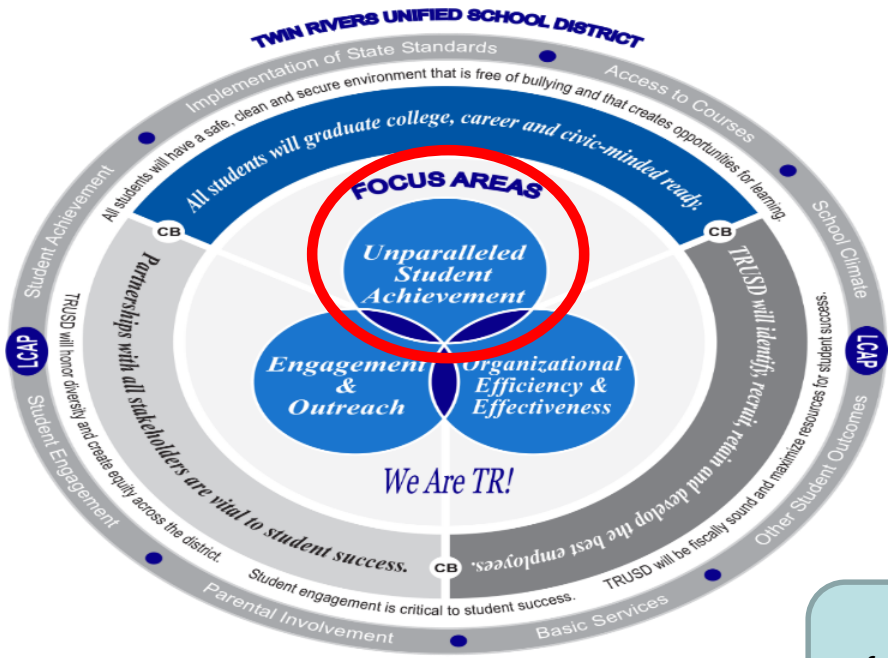 TWIN RIVERS UNIFIED SCHOOL DISTRICT
Implementation of State Standards
Access to Courses
School Climate
Other Student Outcomes
Basic Services
Parental Involvement
Student Engagement
Student Achievement
LCAP
LCAP
All students will have a safe, clean and secure environment that is free of bullying and that creates opportunities for learning.
TRUSD will be fiscally sound and maximize resources for student success.
Student engagement is critical to student success.
TRUSD will honor diversity and create equity across the district.
All students will graduate college, career and civic-minded ready.
CB
CB
CB
TRUSD will identify, recruit, retain and develop the best employees.
Partnerships with all stakeholders are vital to student success.
FOCUS AREAS
Unparalleled
Student
Achievement
Engagement
&
Outreach
Organizational
Efficiency &
Effectiveness
We Are TR!